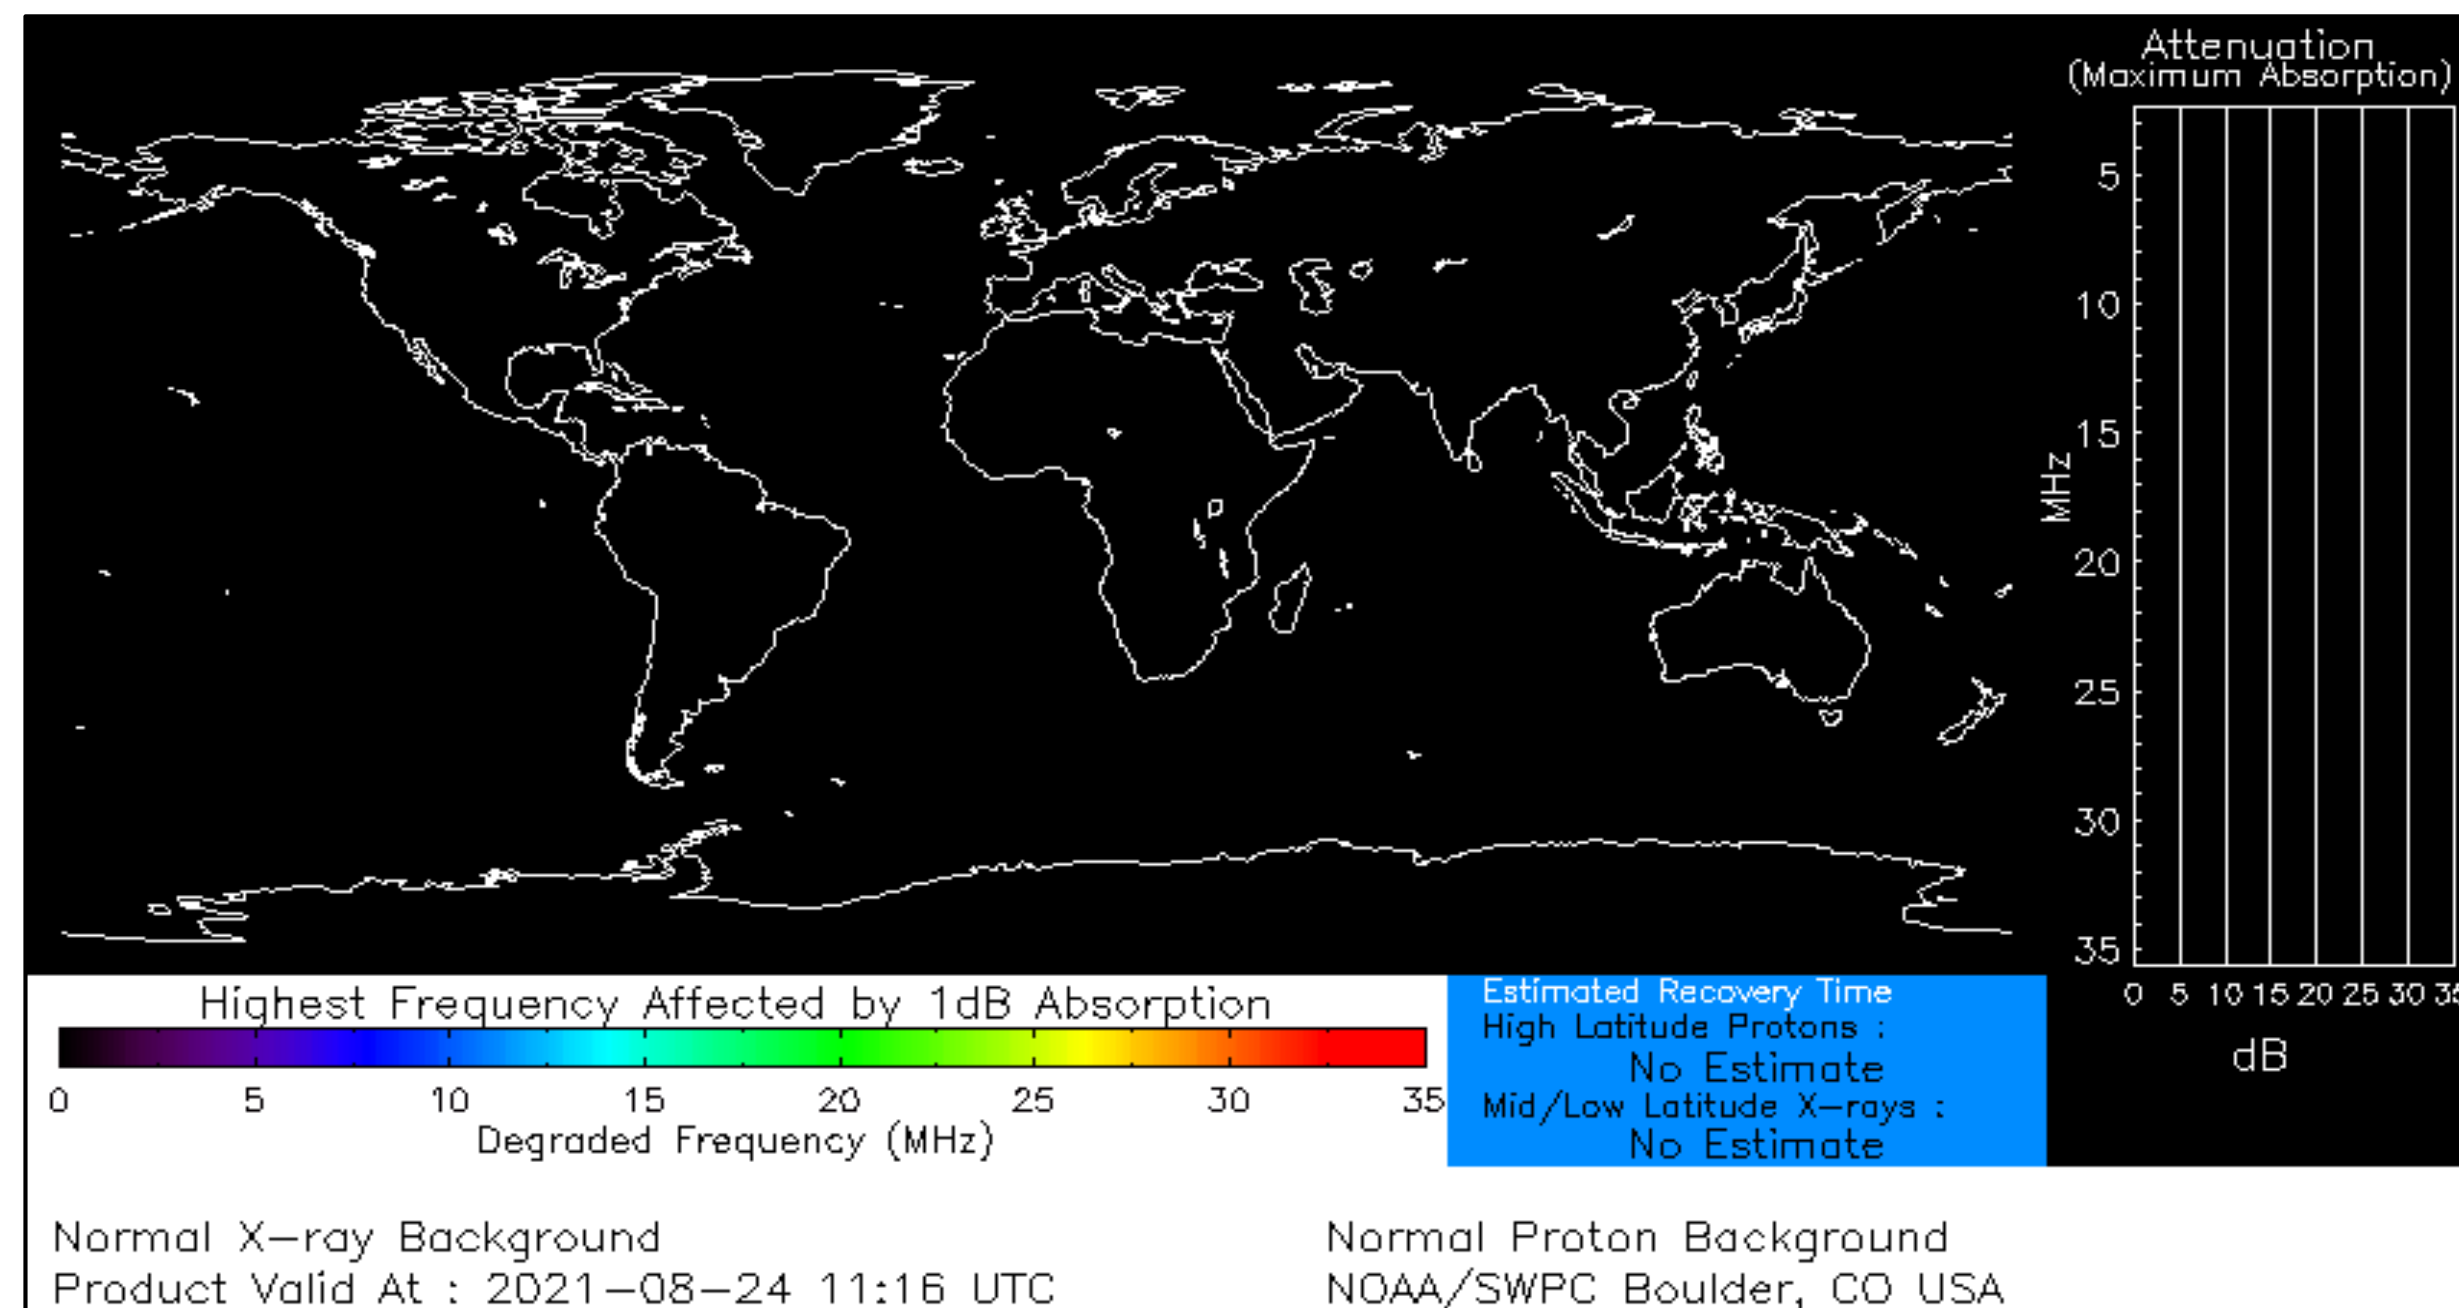 Attenuation
(Maximum Absorption)
5
10
15
20
25
30
35
MHz
0 5 10 15 20 25 30 35
dB
Highest Frequency Affected by 1dB Absorption
0 5 10 15 20 25 30 35
Degraded Frequency (MHz)
Estimated Recovery Time
High Latitude Protons :
No Estimate
Mid/Low Latitude X-rays :
No Estimate
Normal X-ray Background
Product Valid At : 2021-08-24 11:16 UTC
Normal Proton Background
NOAA/SWPC Boulder, CO USA